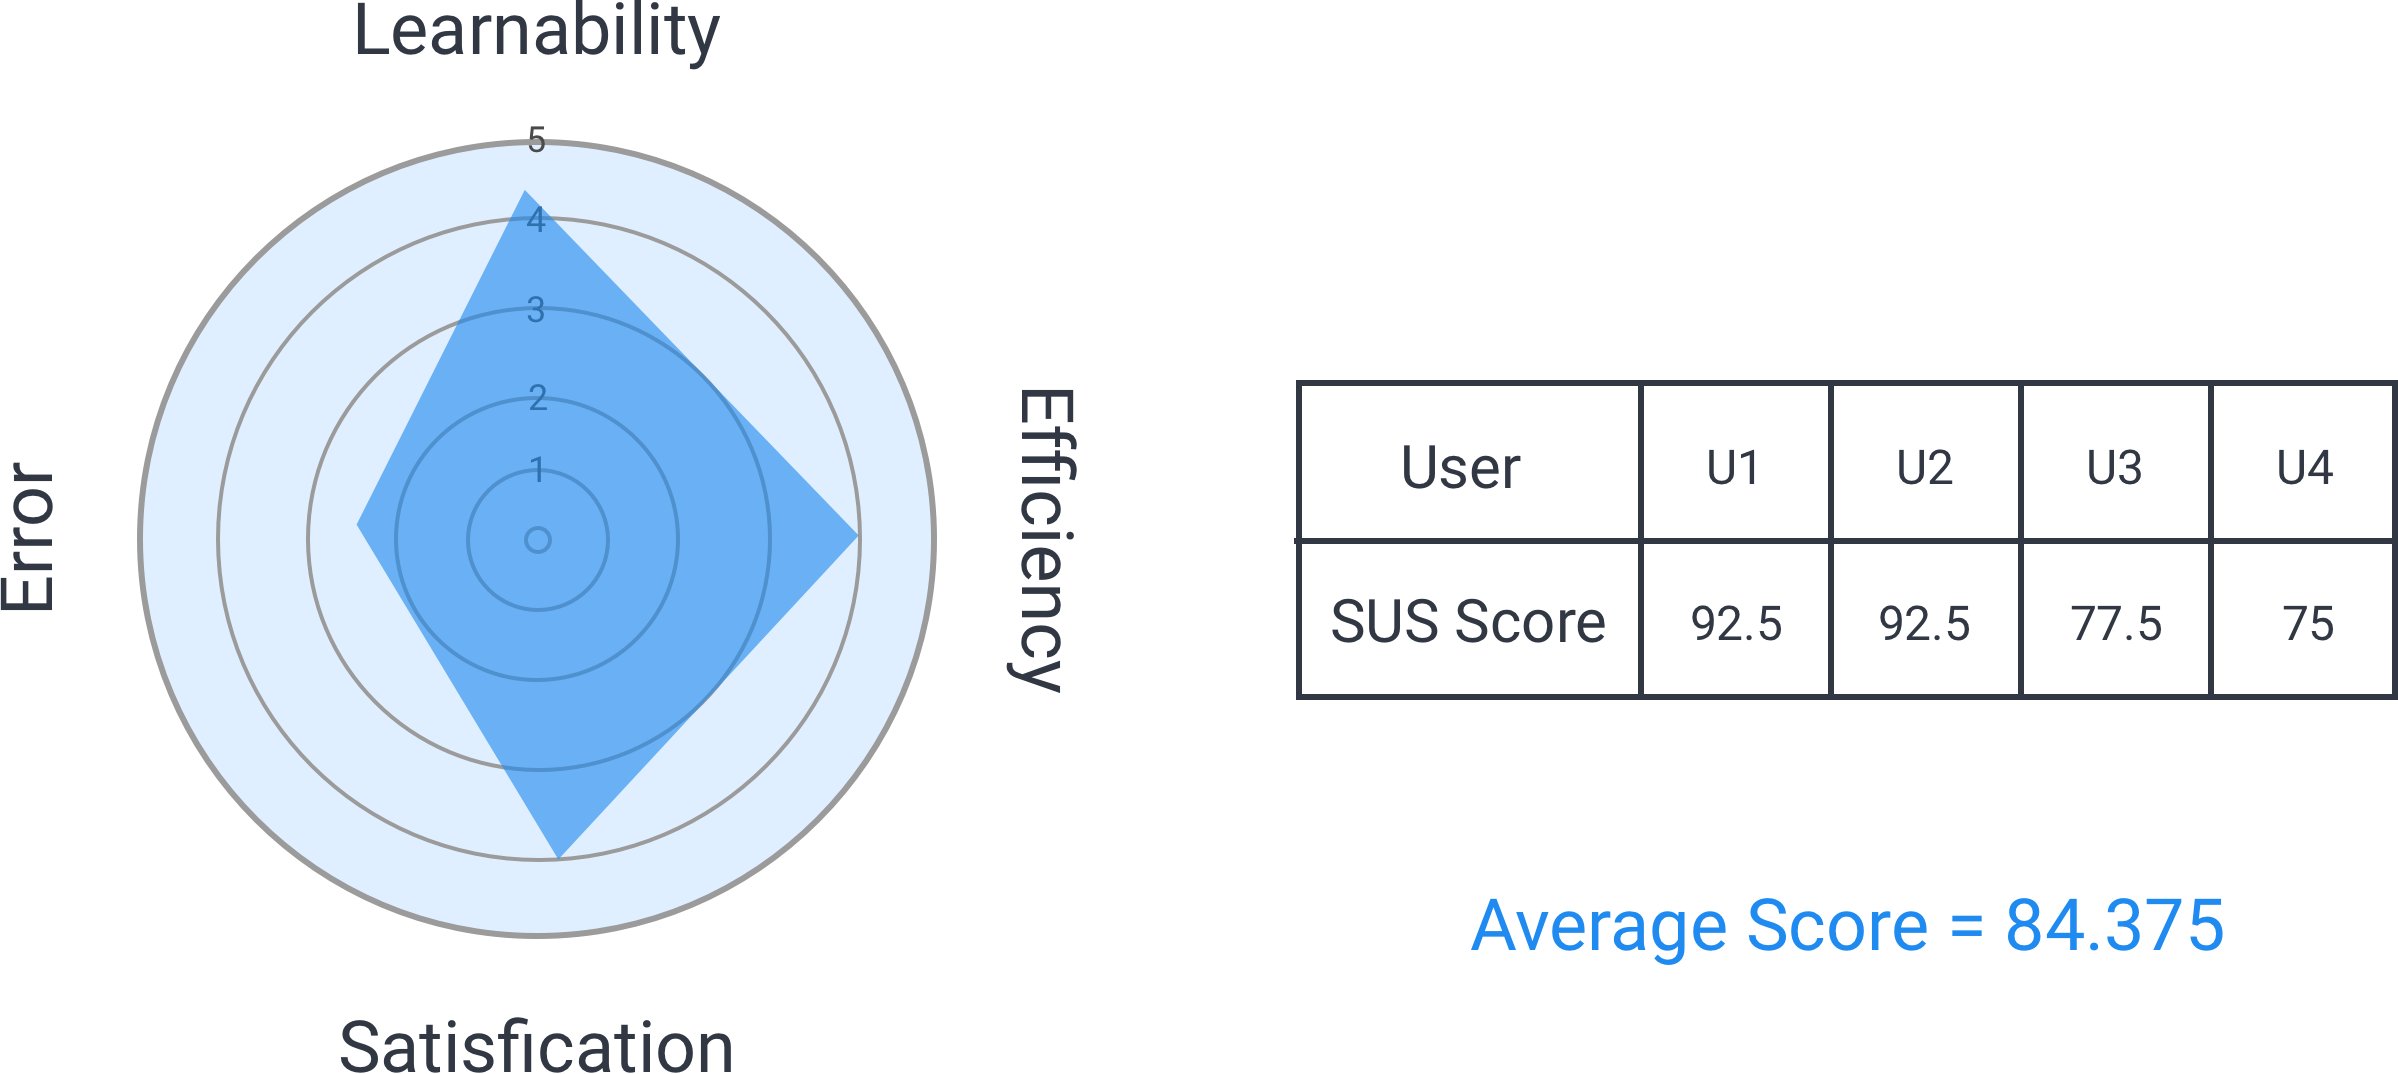 Learnability
5
4
3
2
1
Error
Efficiency
Satisfication
User U1 U2 U3 U4
SUS Score 92.5 92.5 77.5 75
Average Score = 84.375